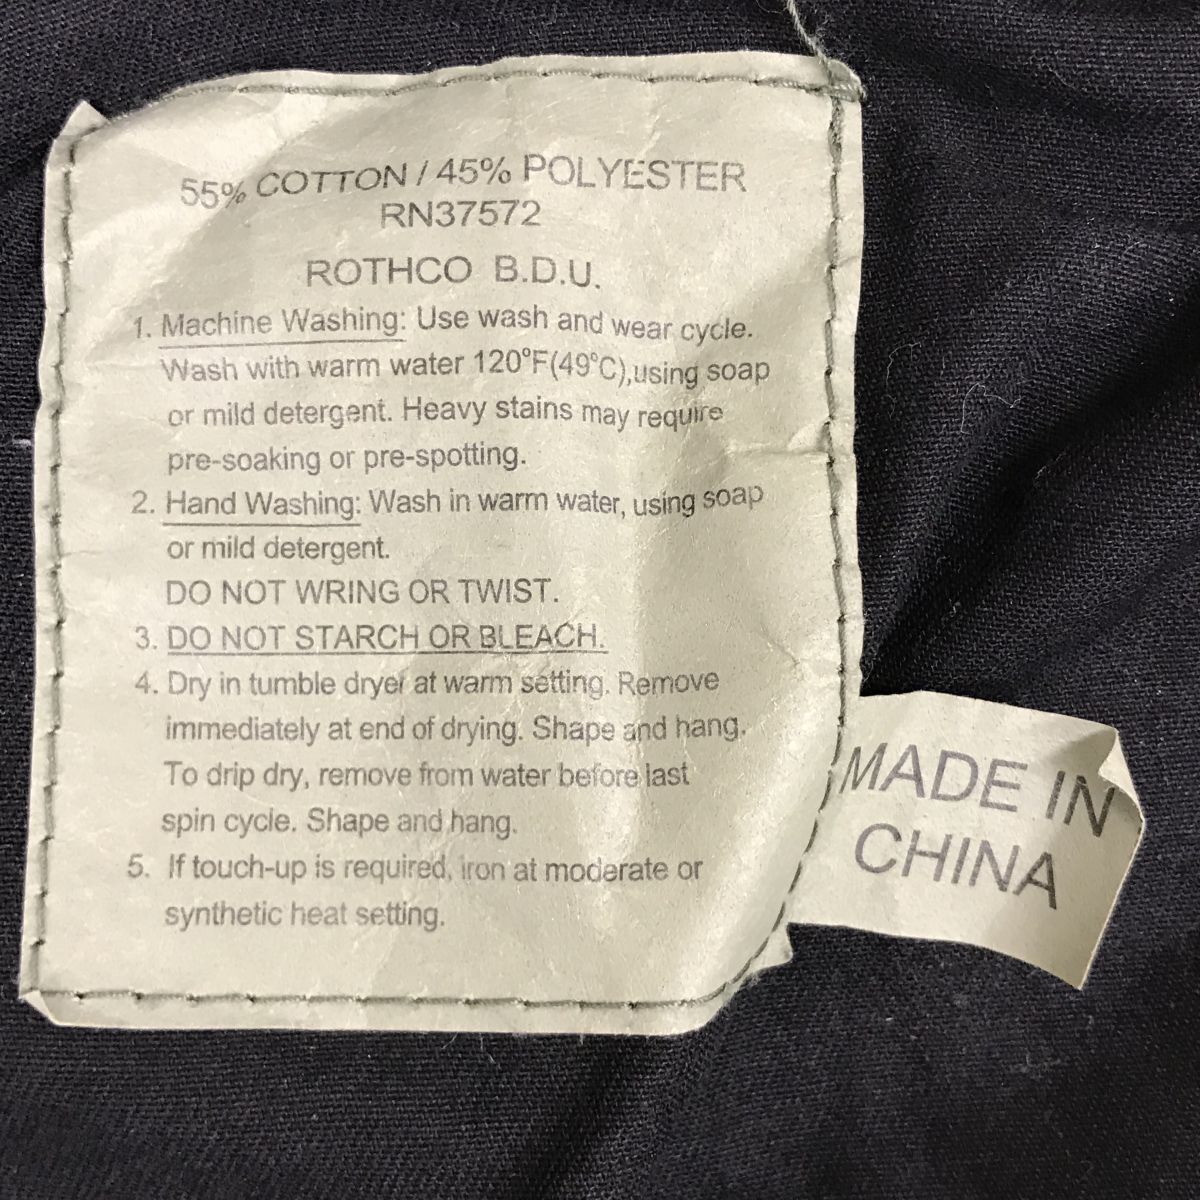 55% COTTON / 45% POLYESTER
RN37572
ROTHCO B.D.U.
1. Machine Washing: Use wash and wear cycle.
Wash with warm water 120°F(49°C),using soap
or mild detergent. Heavy stains may require
pre-soaking or pre-spotting.
2. Hand Washing: Wash in warm water, using soap
or mild detergent.
DO NOT WRING OR TWIST.
3. DO NOT STARCH OR BLEACH.
4. Dry in tumble dryer at warm setting. Remove
immediately at end of drying. Shape and hang.
To drip dry, remove from water before last
spin cycle. Shape and hang.
5. If touch-up is required, iron at moderate or
synthetic heat setting.
MADE IN
CHINA